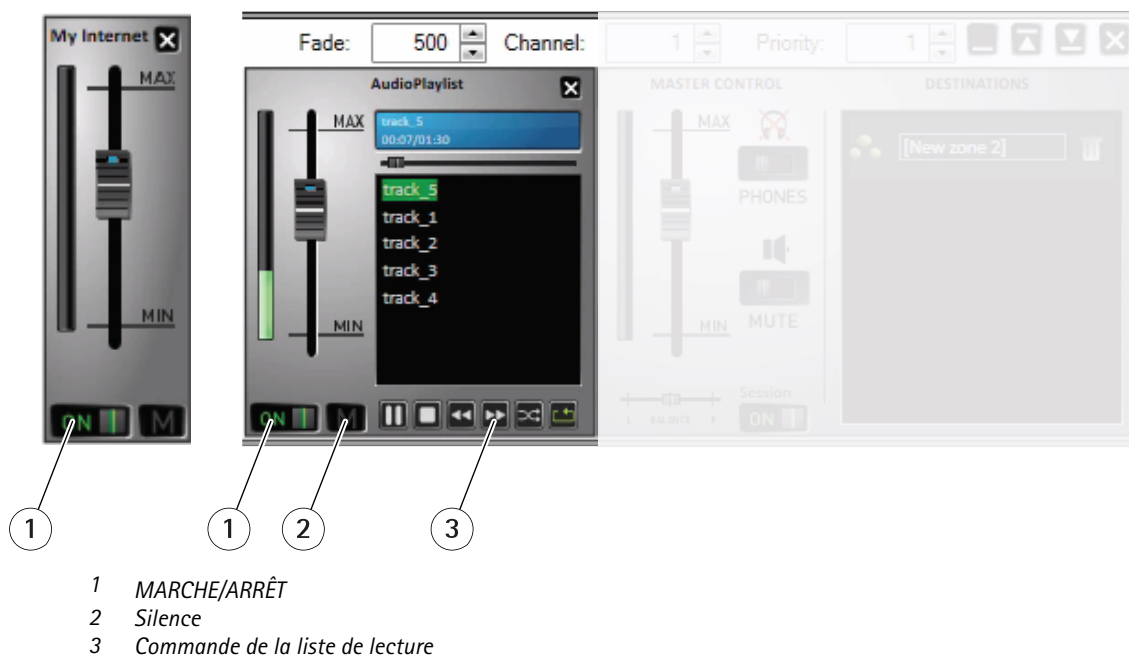 My Internet
MAX
MIN
ON M
Fade: 500 Channel: 1 Priority: 1
AudioPlaylist
MAX
MIN
track_5
00:07/01:30
track_5
track_1
track_2
track_3
track_4
ON M
MASTER CONTROL
MAX
MIN
PHONES
MUTE
L BALANCE R
Session
ON
DESTINATIONS
[New zone 2]
1 1 2 3
1 MARCHE/ARRÊT
2 Silence
3 Commande de la liste de lecture